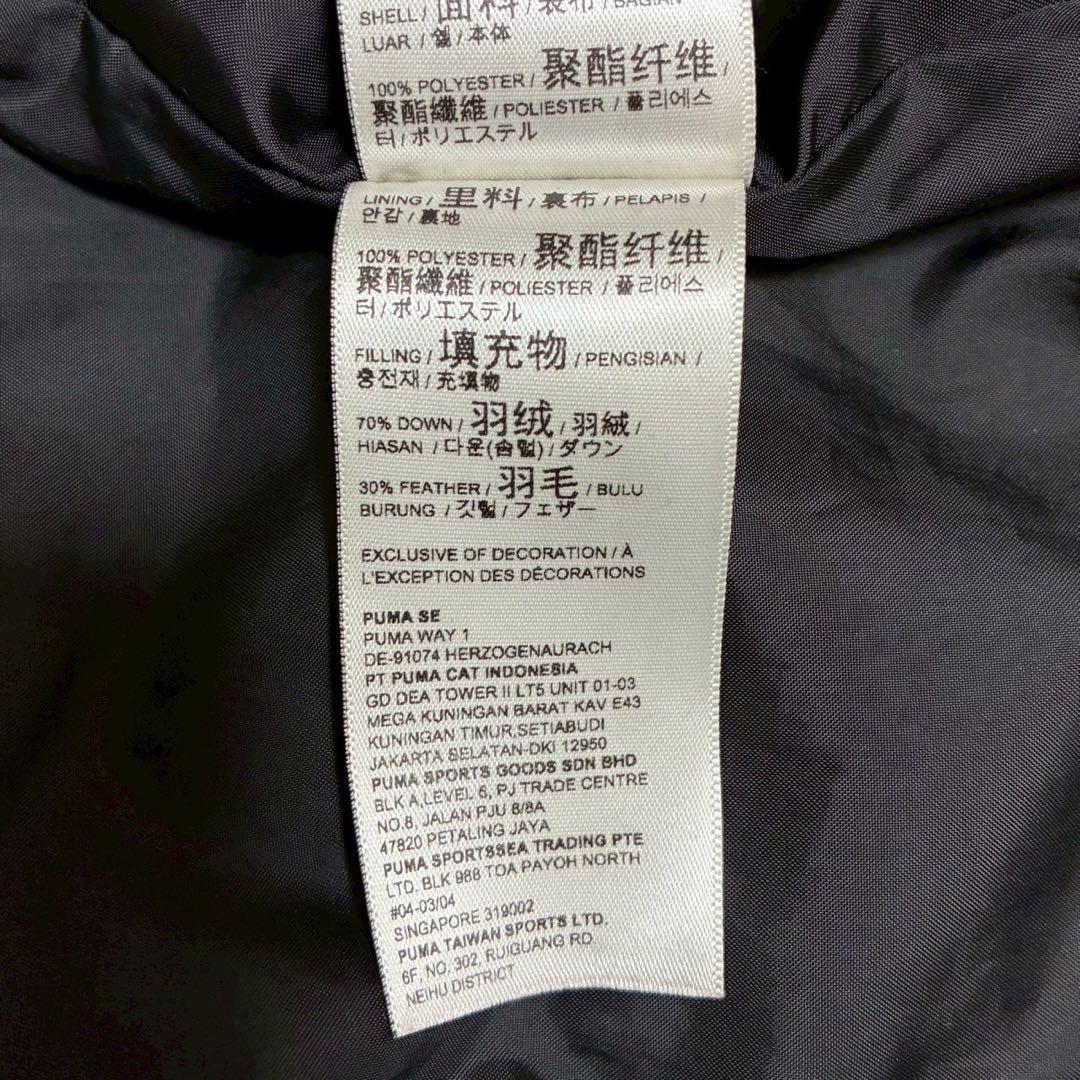 SHELL / 面料 / 表布 / BAGIAN
LUAR / 쉘 / 本体
100% POLYESTER / 聚酯纤维 /
聚酯纖維 / POLIESTER / 폴리에스
터 / ポリエステル
LINING / 里料 / 裏布 / PELAPIS /
안감 / 裏地
100% POLYESTER / 聚酯纤维 /
聚酯纖維 / POLIESTER / 폴리에스
터 / ポリエステル
FILLING / 填充物 / PENGISIAN /
충전재 / 充填物
70% DOWN / 羽绒 / 羽絨 /
HIASAN / 다운(솜털) / ダウン
30% FEATHER / 羽毛 / BULU
BURUNG / 깃털 / フェザー
EXCLUSIVE OF DECORATION / À
L'EXCEPTION DES DÉCORATIONS
PUMA SE
PUMA WAY 1
DE-91074 HERZOGENAURACH
PT PUMA CAT INDONESIA
GD DEA TOWER II LT5 UNIT 01-03
MEGA KUNINGAN BARAT KAV E43
KUNINGAN TIMUR,SETIABUDI
JAKARTA SELATAN-DKI 12950
PUMA SPORTS GOODS SDN BHD
BLK A,LEVEL 6, PJ TRADE CENTRE
NO.8, JALAN PJU 8/8A
47820 PETALING JAYA
PUMA SPORTSSEA TRADING PTE
LTD. BLK 988 TOA PAYOH NORTH
#04-03/04
SINGAPORE 319002
PUMA TAIWAN SPORTS LTD.
6F, NO. 302, RUIGUANG RD
NEIHU DISTRICT